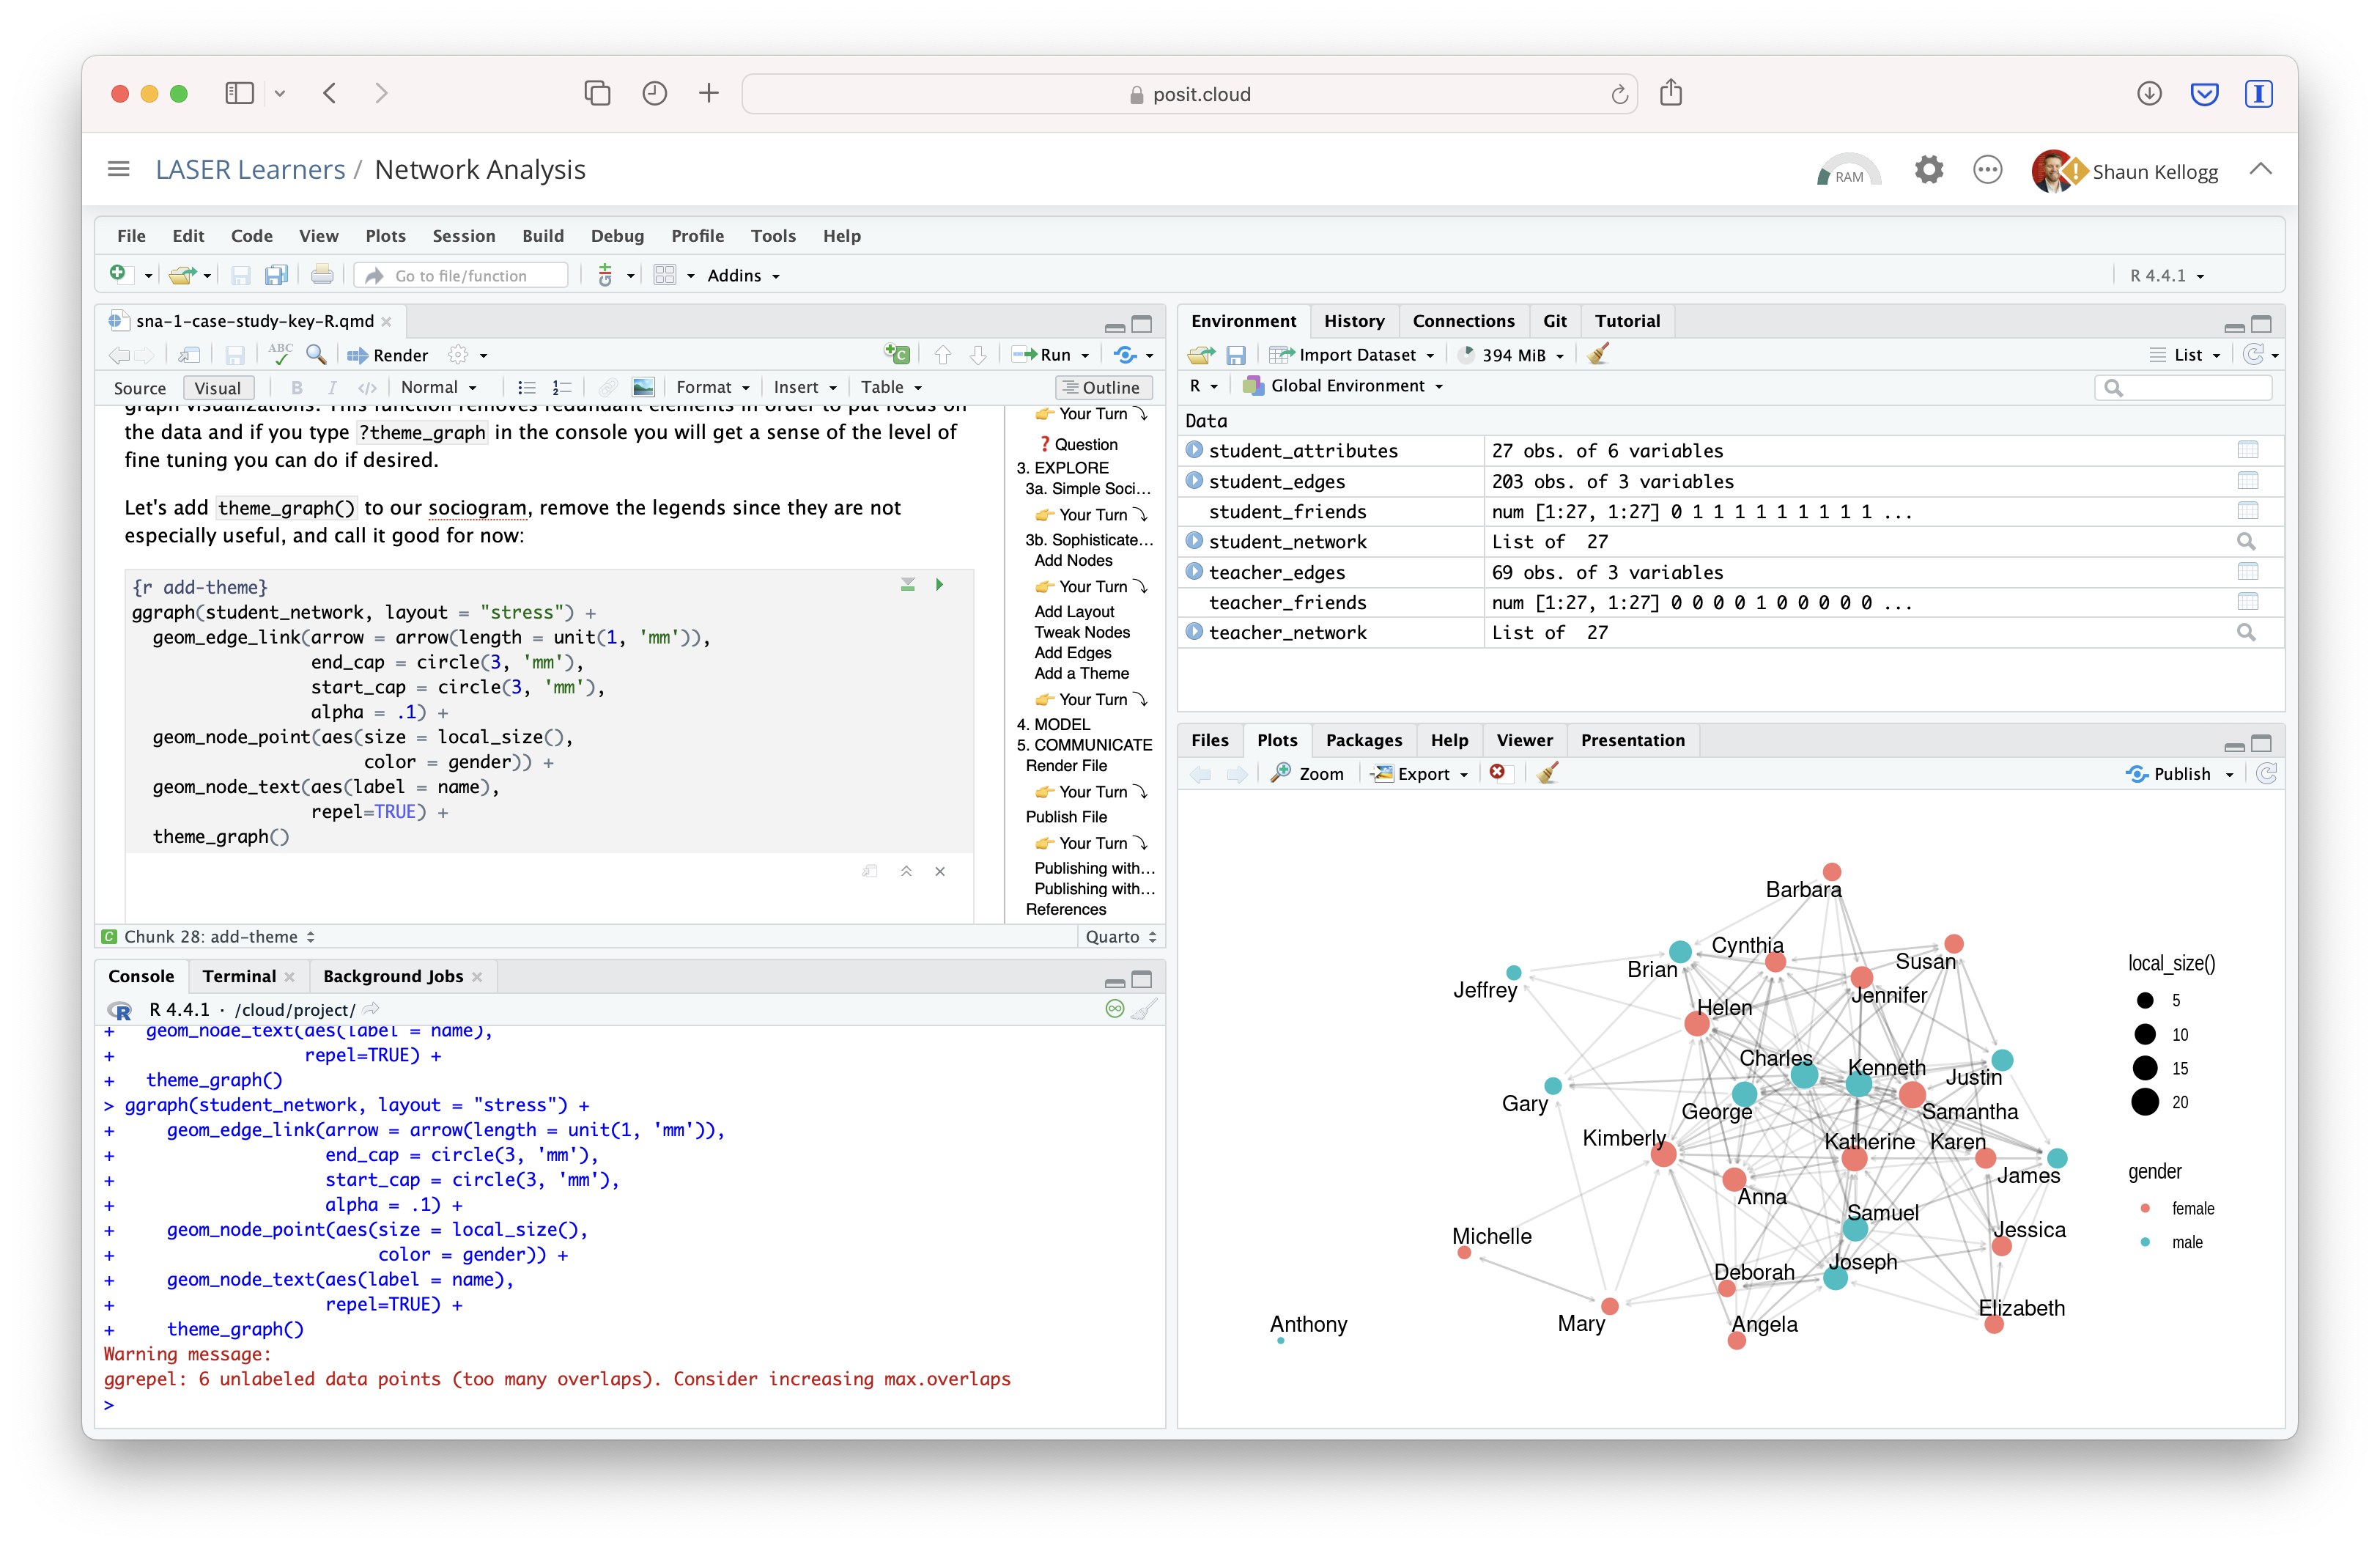 posit.cloud
LASER Learners / Network Analysis
RAM
Shaun Kellogg
File Edit Code View Plots Session Build Debug Profile Tools Help
Go to file/function
Addins
R 4.4.1
sna-1-case-study-key-R.qmd
ABC
Render
Run
Source Visual B I </> Normal Format Insert Table Outline
graph visualizations. This function removes redundant elements in order to put focus on
the data and if you type ?theme_graph in the console you will get a sense of the level of
fine tuning you can do if desired.
Let's add theme_graph() to our sociogram, remove the legends since they are not
especially useful, and call it good for now:
{r add-theme}
ggraph(student_network, layout = "stress") +
geom_edge_link(arrow = arrow(length = unit(1, 'mm')),
end_cap = circle(3, 'mm'),
start_cap = circle(3, 'mm'),
alpha = .1) +
geom_node_point(aes(size = local_size(),
color = gender)) +
geom_node_text(aes(label = name),
repel=TRUE) +
theme_graph()
Chunk 28: add-theme
Quarto
👉 Your Turn ⤵
❓ Question
3. EXPLORE
3a. Simple Soci...
👉 Your Turn ⤵
3b. Sophisticate...
Add Nodes
👉 Your Turn ⤵
Add Layout
Tweak Nodes
Add Edges
Add a Theme
👉 Your Turn ⤵
4. MODEL
5. COMMUNICATE
Render File
👉 Your Turn ⤵
Publish File
👉 Your Turn ⤵
Publishing with...
Publishing with...
References
Console Terminal Background Jobs
R 4.4.1 · /cloud/project/
+ geom_node_text(aes(label = name),
+ repel=TRUE) +
+ theme_graph()
> ggraph(student_network, layout = "stress") +
+ geom_edge_link(arrow = arrow(length = unit(1, 'mm')),
+ end_cap = circle(3, 'mm'),
+ start_cap = circle(3, 'mm'),
+ alpha = .1) +
+ geom_node_point(aes(size = local_size(),
+ color = gender)) +
+ geom_node_text(aes(label = name),
+ repel=TRUE) +
+ theme_graph()
Warning message:
ggrepel: 6 unlabeled data points (too many overlaps). Consider increasing max.overlaps
>
Environment History Connections Git Tutorial
Import Dataset 394 MiB List
R Global Environment
Data
student_attributes 27 obs. of 6 variables
student_edges 203 obs. of 3 variables
student_friends num [1:27, 1:27] 0 1 1 1 1 1 1 1 1 1 ...
student_network List of 27
teacher_edges 69 obs. of 3 variables
teacher_friends num [1:27, 1:27] 0 0 0 0 1 0 0 0 0 0 ...
teacher_network List of 27
Files Plots Packages Help Viewer Presentation
Zoom Export Publish
Barbara
Cynthia
Brian
Susan
Jeffrey
Jennifer
Helen
Charles
Kenneth
Justin
Gary
George
Samantha
Kimberly
Katherine
Karen
James
Anna
Samuel
Jessica
Michelle
Joseph
Deborah
Elizabeth
Mary
Angela
Anthony
local_size()
5
10
15
20
gender
female
male